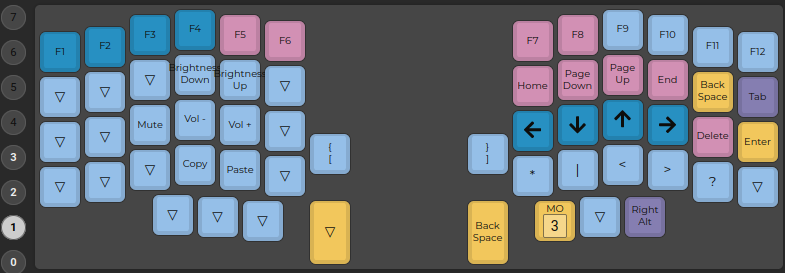 7
6
5
4
3
2
1
0
F1
F2
F3
F4
F5
F6
Brightness
Down
Brightness
Up
Mute
Vol -
Vol +
Copy
Paste
{
[
F7
F8
F9
F10
F11
F12
Home
Page
Down
Page
Up
End
Back
Space
Tab
Delete
Enter
}
]
*
|
<
>
?
Back
Space
MO
3
Right
Alt